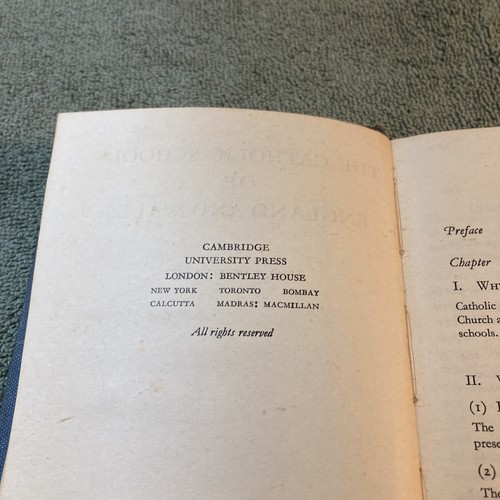 CAMBRIDGE
UNIVERSITY PRESS
LONDON: BENTLEY HOUSE
NEW YORK TORONTO BOMBAY
CALCUTTA MADRAS: MACMILLAN
All rights reserved
Preface
Chapter
I.
Catholic
Church
schools.
II.
(1)
The
(2)
The